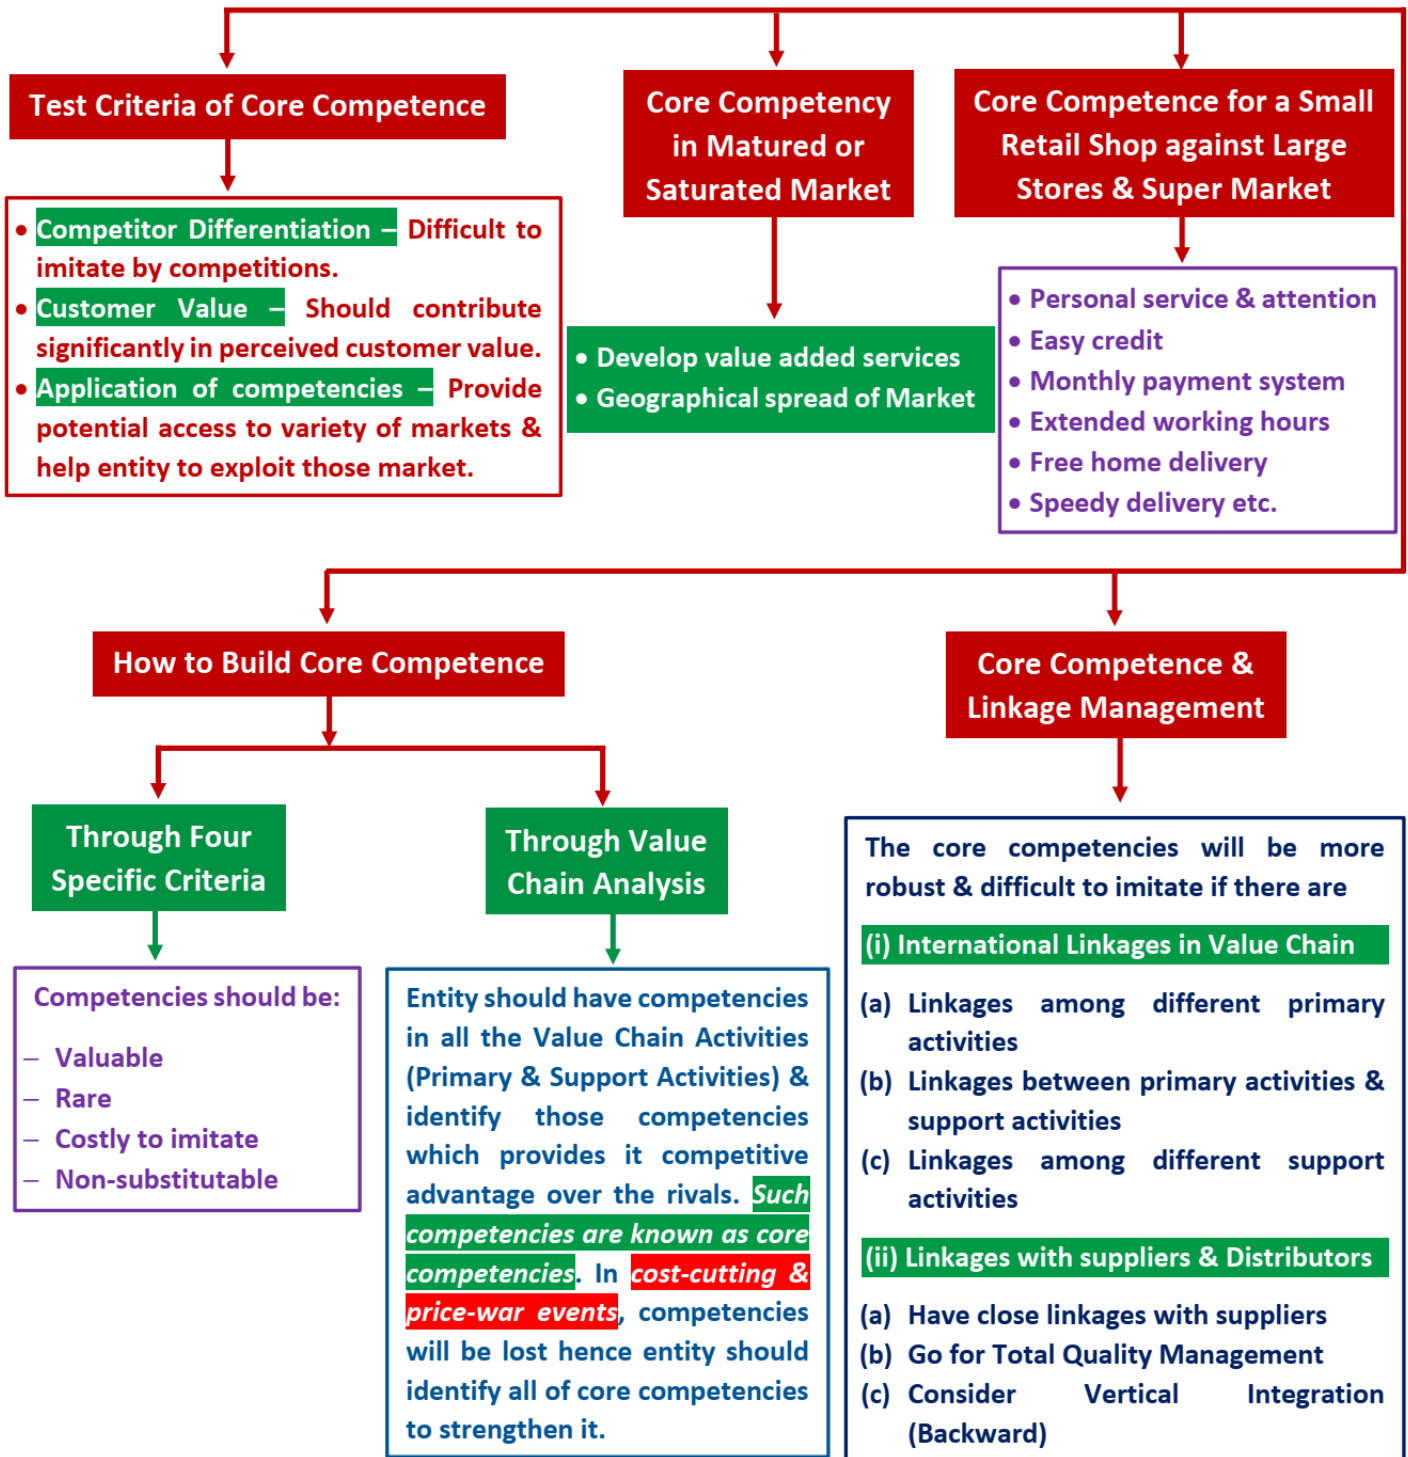 Test Criteria of Core Competence
• Competitor Differentiation – Difficult to
imitate by competitions.
• Customer Value – Should contribute
significantly in perceived customer value.
• Application of competencies – Provide
potential access to variety of markets &
help entity to exploit those market.
Core Competency
in Matured or
Saturated Market
• Develop value added services
• Geographical spread of Market
Core Competence for a Small
Retail Shop against Large
Stores & Super Market
• Personal service & attention
• Easy credit
• Monthly payment system
• Extended working hours
• Free home delivery
• Speedy delivery etc.
How to Build Core Competence
Through Four
Specific Criteria
Competencies should be:
– Valuable
– Rare
– Costly to imitate
– Non-substitutable
Through Value
Chain Analysis
Entity should have competencies
in all the Value Chain Activities
(Primary & Support Activities) &
identify those competencies
which provides it competitive
advantage over the rivals. Such
competencies are known as core
competencies. In cost-cutting &
price-war events, competencies
will be lost hence entity should
identify all of core competencies
to strengthen it.
Core Competence &
Linkage Management
The core competencies will be more
robust & difficult to imitate if there are
(i) International Linkages in Value Chain
(a) Linkages among different primary
activities
(b) Linkages between primary activities &
support activities
(c) Linkages among different support
activities
(ii) Linkages with suppliers & Distributors
(a) Have close linkages with suppliers
(b) Go for Total Quality Management
(c) Consider Vertical Integration
(Backward)